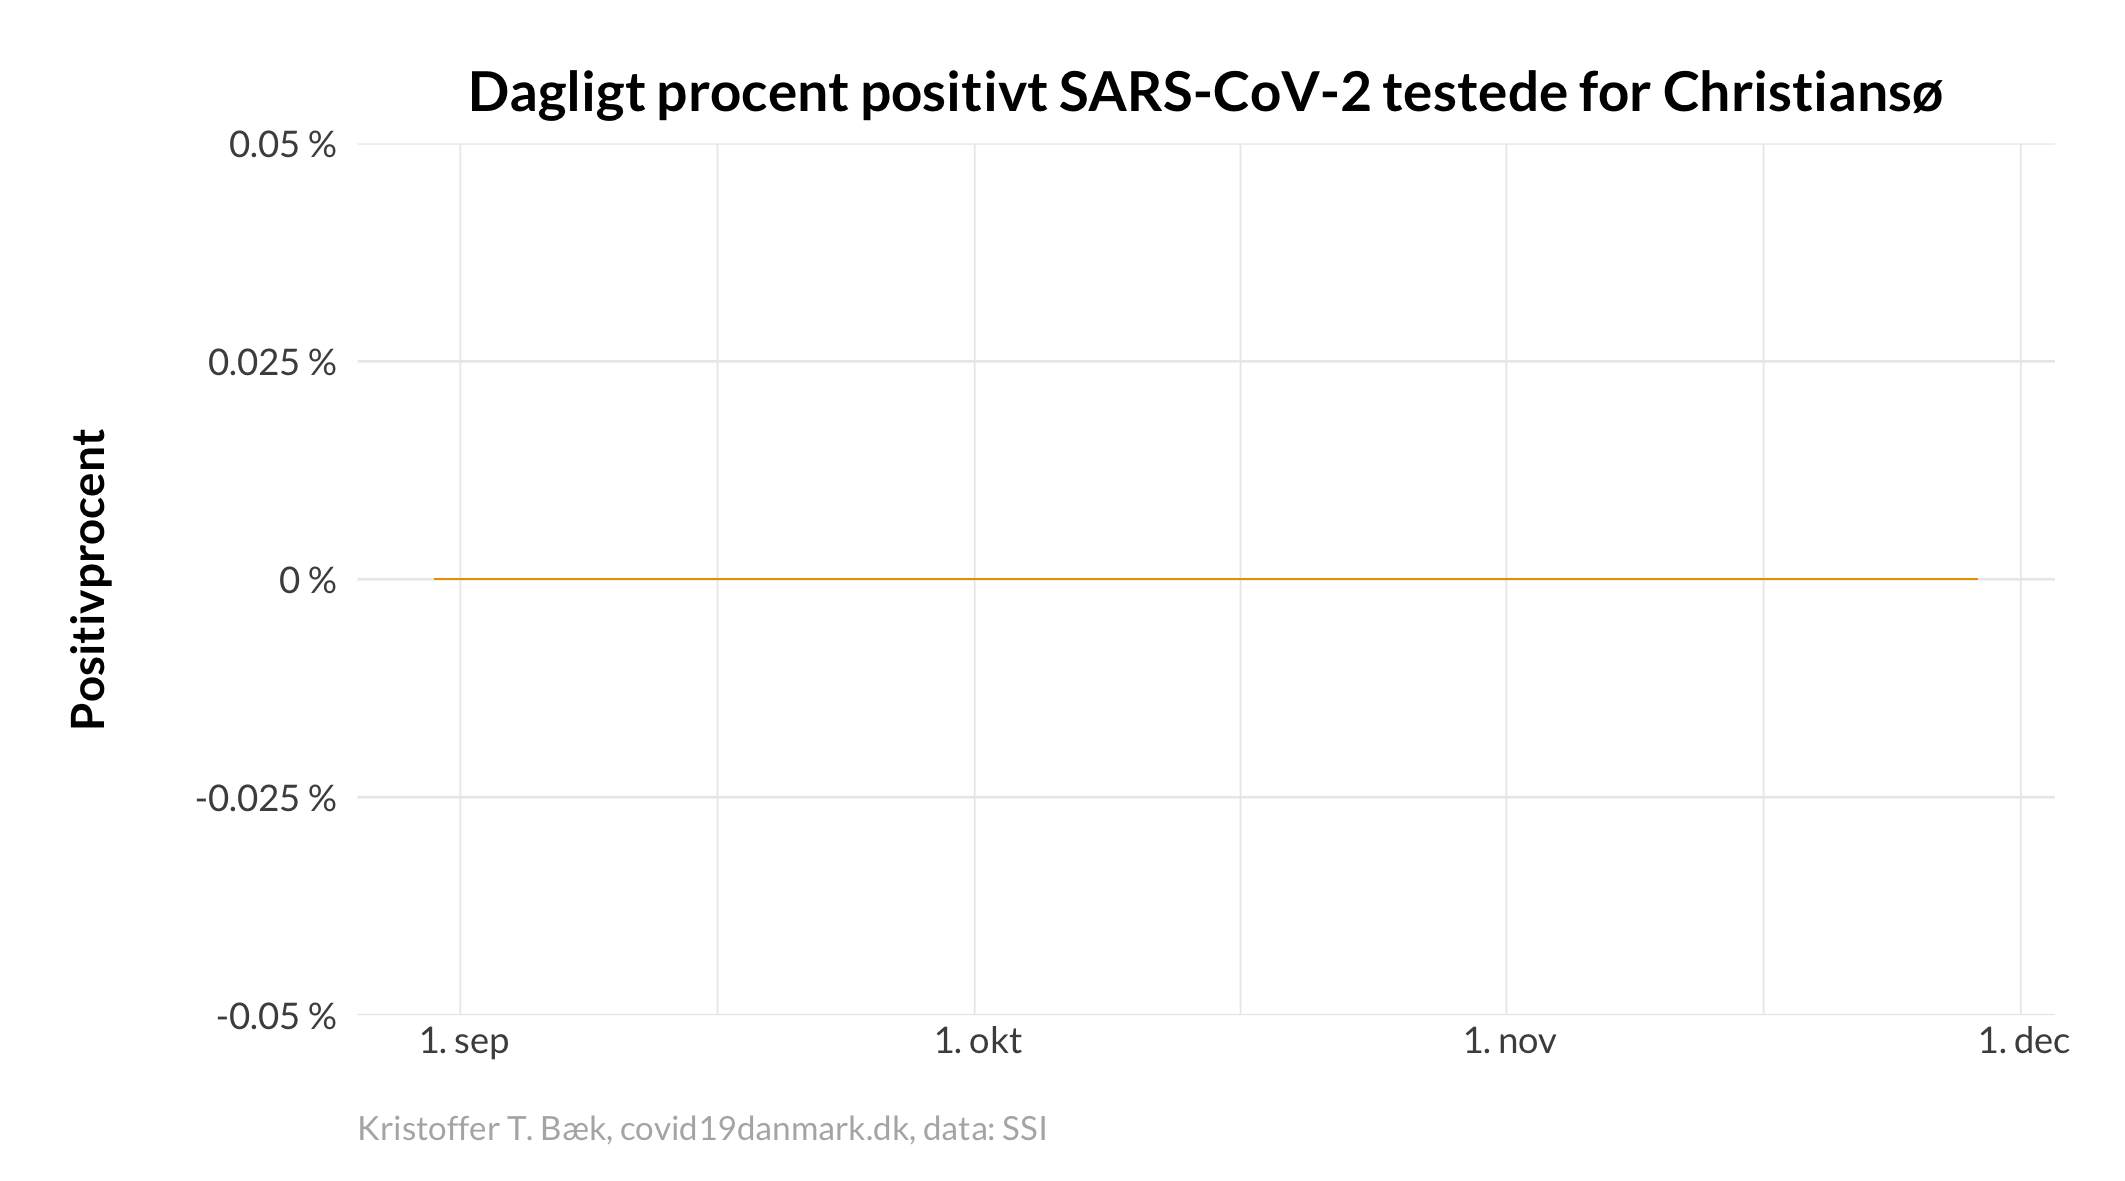 Dagligt procent positivt SARS-CoV-2 testede for Christiansø
0.05 %
0.025 %
0 %
-0.025 %
-0.05 %
Positivprocent
1. sep
1. okt
1. nov
1. dec
Kristoffer T. Bæk, covid19danmark.dk, data: SSI